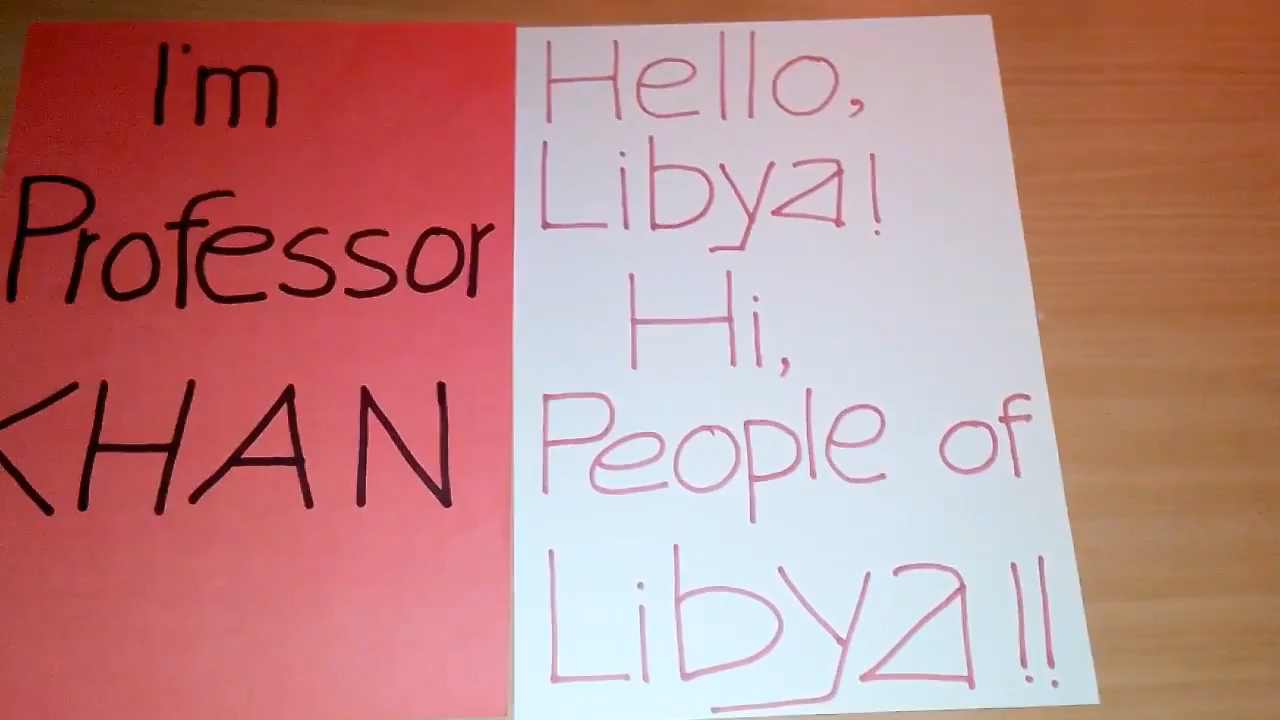 I'm
Professor
KHAN
Hello,
Libya!
Hi,
People of
Libya!!